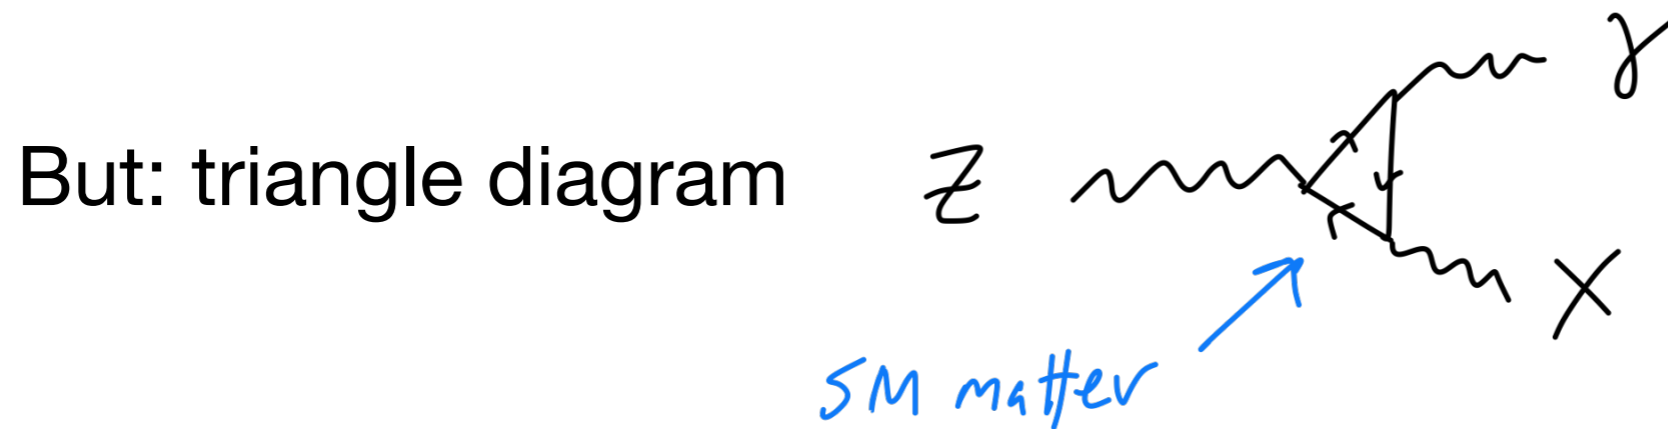 γ
But: triangle diagram Z
X
SM matter